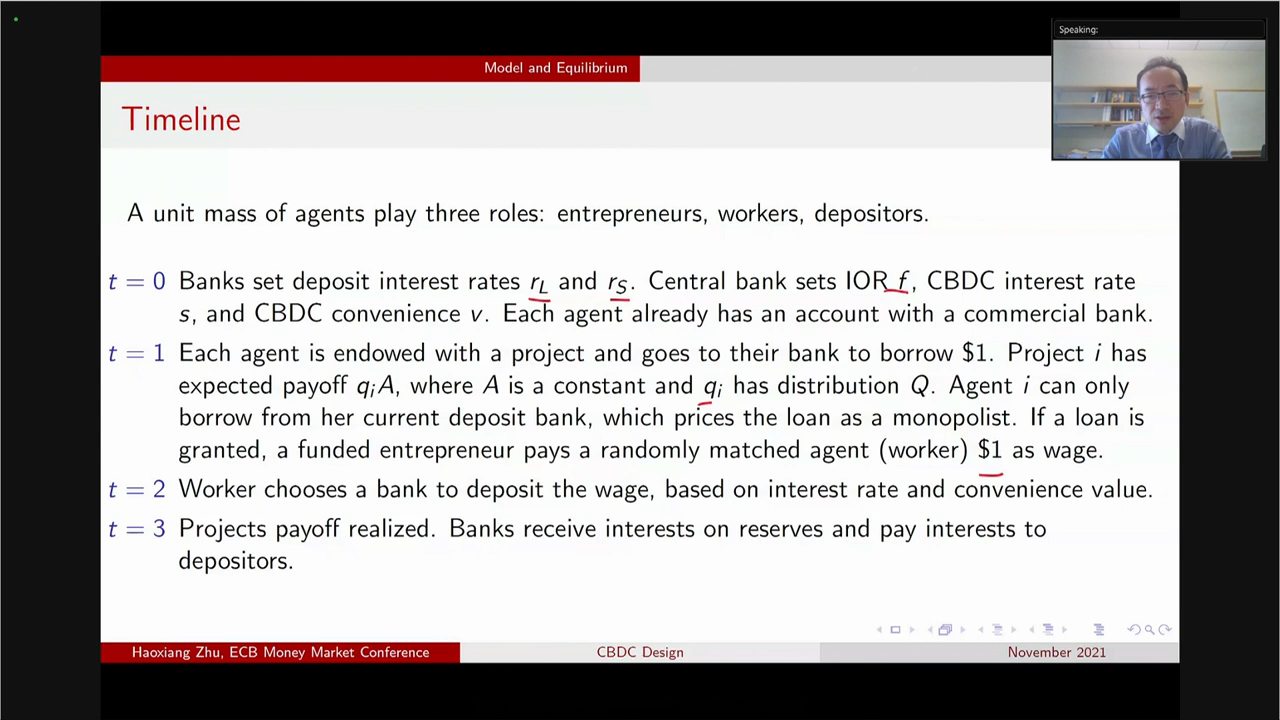 Speaking:
Model and Equilibrium
Timeline
A unit mass of agents play three roles: entrepreneurs, workers, depositors.
t = 0 Banks set deposit interest rates r_L and r_S. Central bank sets IOR f, CBDC interest rate
s, and CBDC convenience v. Each agent already has an account with a commercial bank.
t = 1 Each agent is endowed with a project and goes to their bank to borrow $1. Project i has
expected payoff q_iA, where A is a constant and q_i has distribution Q. Agent i can only
borrow from her current deposit bank, which prices the loan as a monopolist. If a loan is
granted, a funded entrepreneur pays a randomly matched agent (worker) $1 as wage.
t = 2 Worker chooses a bank to deposit the wage, based on interest rate and convenience value.
t = 3 Projects payoff realized. Banks receive interests on reserves and pay interests to
depositors.
Haoxiang Zhu, ECB Money Market Conference CBDC Design November 2021